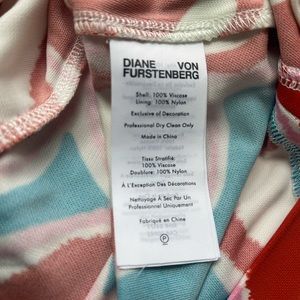 DIANE VON
FURSTENBERG
Shell: 100% Viscose
Lining: 100% Nylon
Exclusive of Decoration
Professional Dry Clean Only
Made in China
Tissu Stratifié:
100% Viscose
Doublure: 100% Nylon
À L'Exception Des Décorations
Nettoyage À Sec Par Un
Professionnel Uniquement
Fabriqué en Chine
P